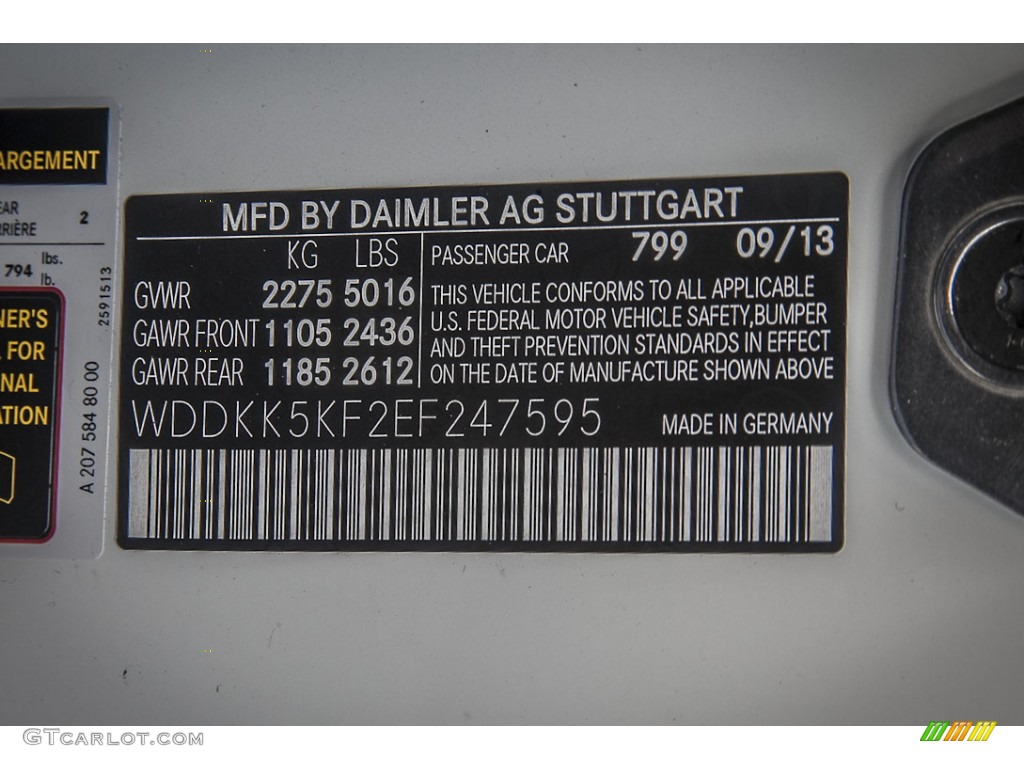 ARGEMENT
EAR
RRIÈRE 2
794 lbs.
lb.
NER'S
FOR
NAL
ATION
2591513
A 207 584 80 00
MFD BY DAIMLER AG STUTTGART
KG LBS
GVWR 2275 5016
GAWR FRONT 1105 2436
GAWR REAR 1185 2612
PASSENGER CAR 799 09/13
THIS VEHICLE CONFORMS TO ALL APPLICABLE
U.S. FEDERAL MOTOR VEHICLE SAFETY,BUMPER
AND THEFT PREVENTION STANDARDS IN EFFECT
ON THE DATE OF MANUFACTURE SHOWN ABOVE
WDDKK5KF2EF247595
MADE IN GERMANY
GTCARLOT.COM